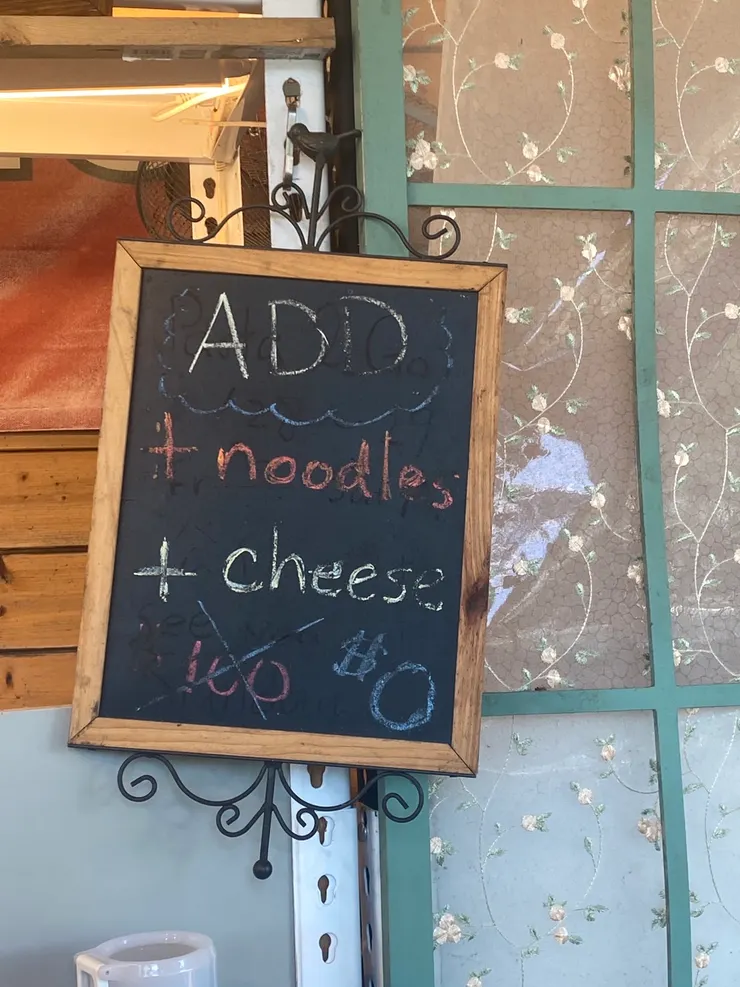 ADD
+ noodles
+ cheese
100 $0